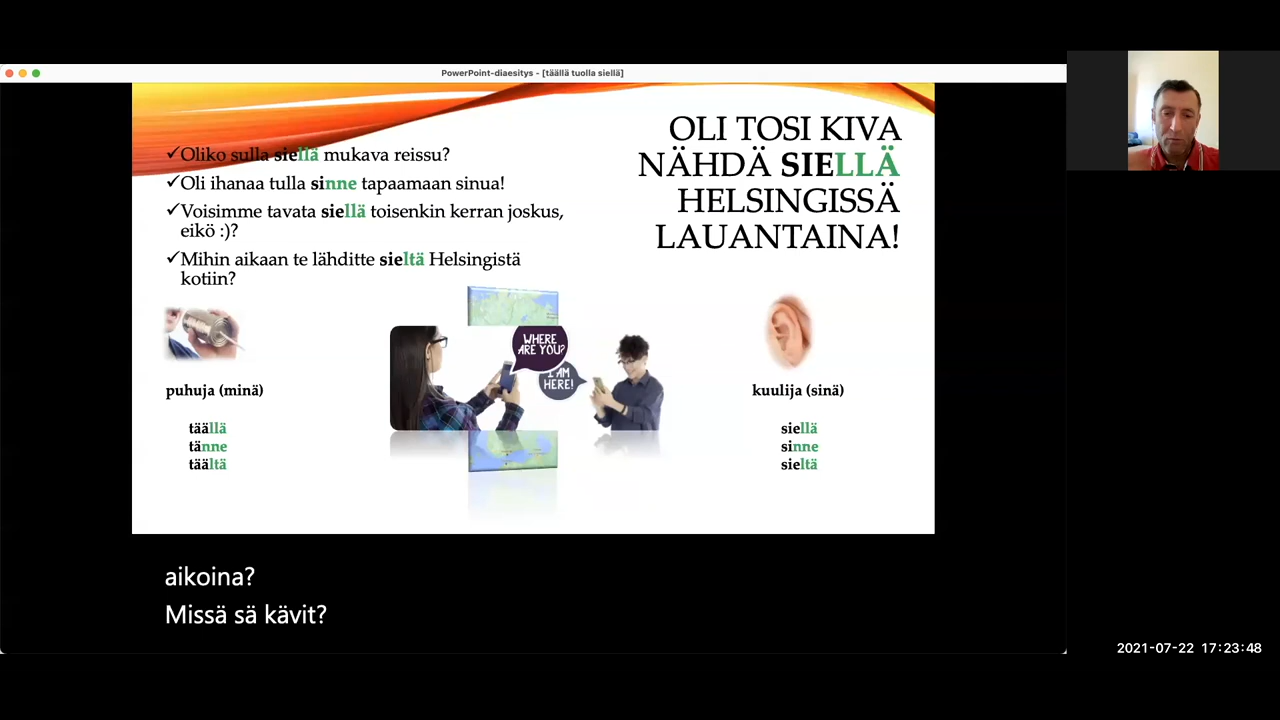 PowerPoint-diaesitys - [täällä tuolla siellä]
OLI TOSI KIVA
NÄHDÄ SIELLÄ
HELSINGISSÄ
LAUANTAINA!
✓Oliko sulla siellä mukava reissu?
✓Oli ihanaa tulla sinne tapaamaan sinua!
✓Voisimme tavata siellä toisenkin kerran joskus,
eikö :)?
✓Mihin aikaan te lähditte sieltä Helsingistä
kotiin?
WHERE
ARE YOU?
I AM
HERE!
puhuja (minä)
täällä
tänne
täältä
kuulija (sinä)
siellä
sinne
sieltä
aikoina?
Missä sä kävit?
2021-07-22 17:23:48